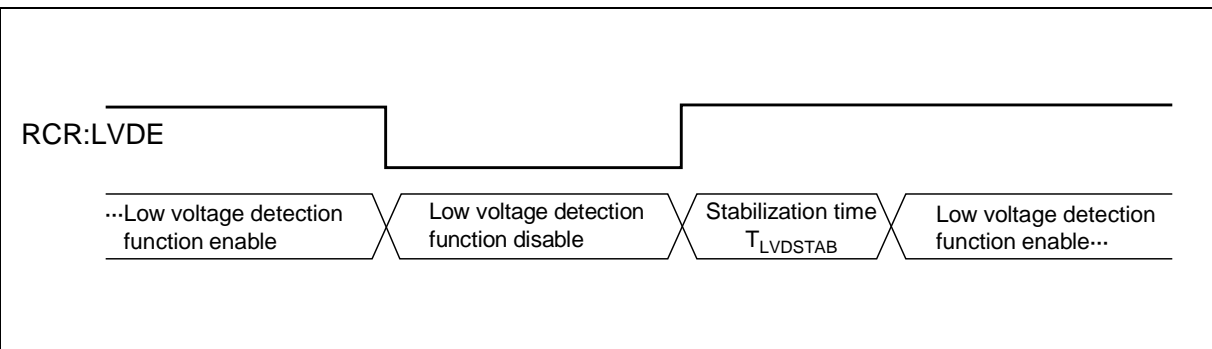 RCR:LVDE
···Low voltage detection
function enable
Low voltage detection
function disable
Stabilization time
TLVDSTAB
Low voltage detection
function enable···